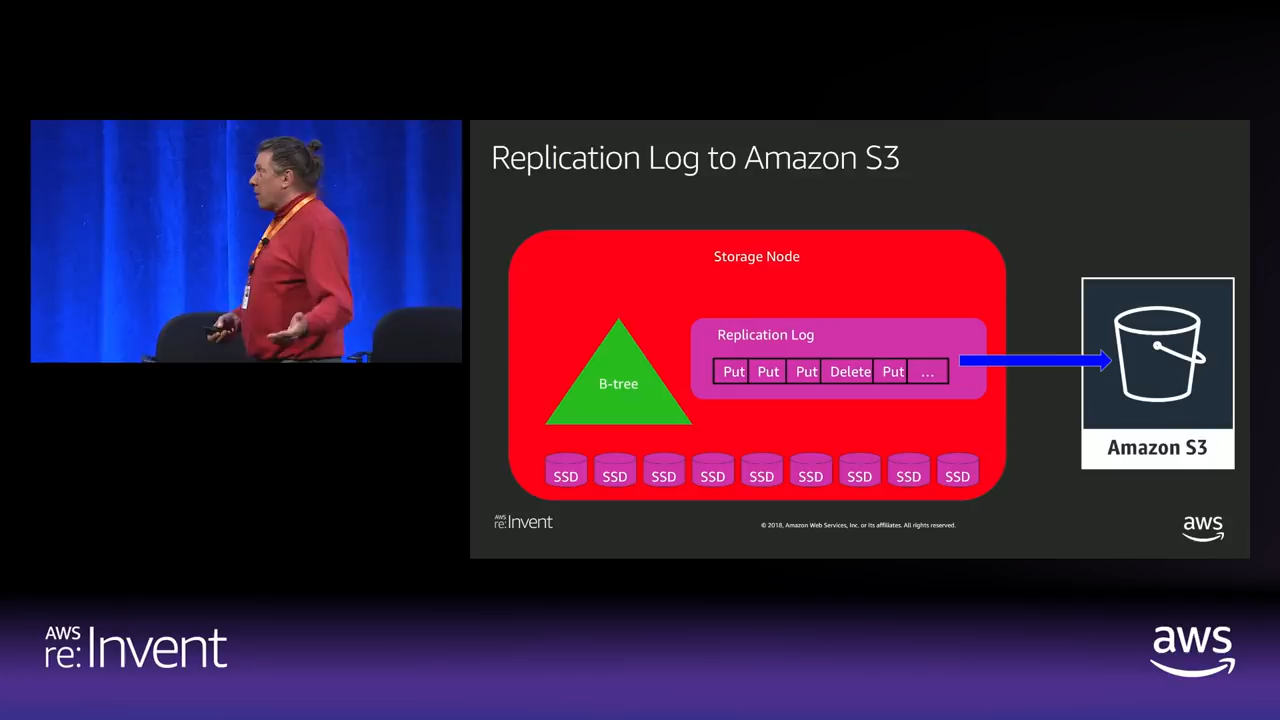 Replication Log to Amazon S3
Storage Node
Replication Log
Put Put Put Delete Put ...
B-tree
SSD SSD SSD SSD SSD SSD SSD SSD SSD
Amazon S3
AWS
re:Invent
© 2018, Amazon Web Services, Inc. or its affiliates. All rights reserved.
aws
AWS
re:Invent
aws